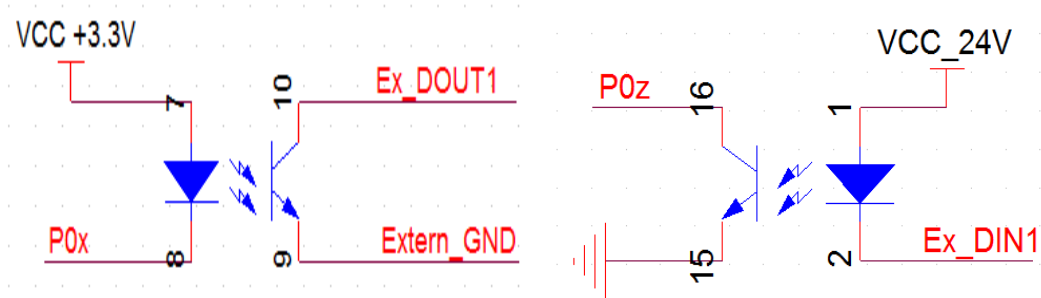 VCC +3.3V
7
10
Ex_DOUT1
P0x
8
9
Extern_GND
VCC_24V
P0z
16
1
15
2
Ex_DIN1